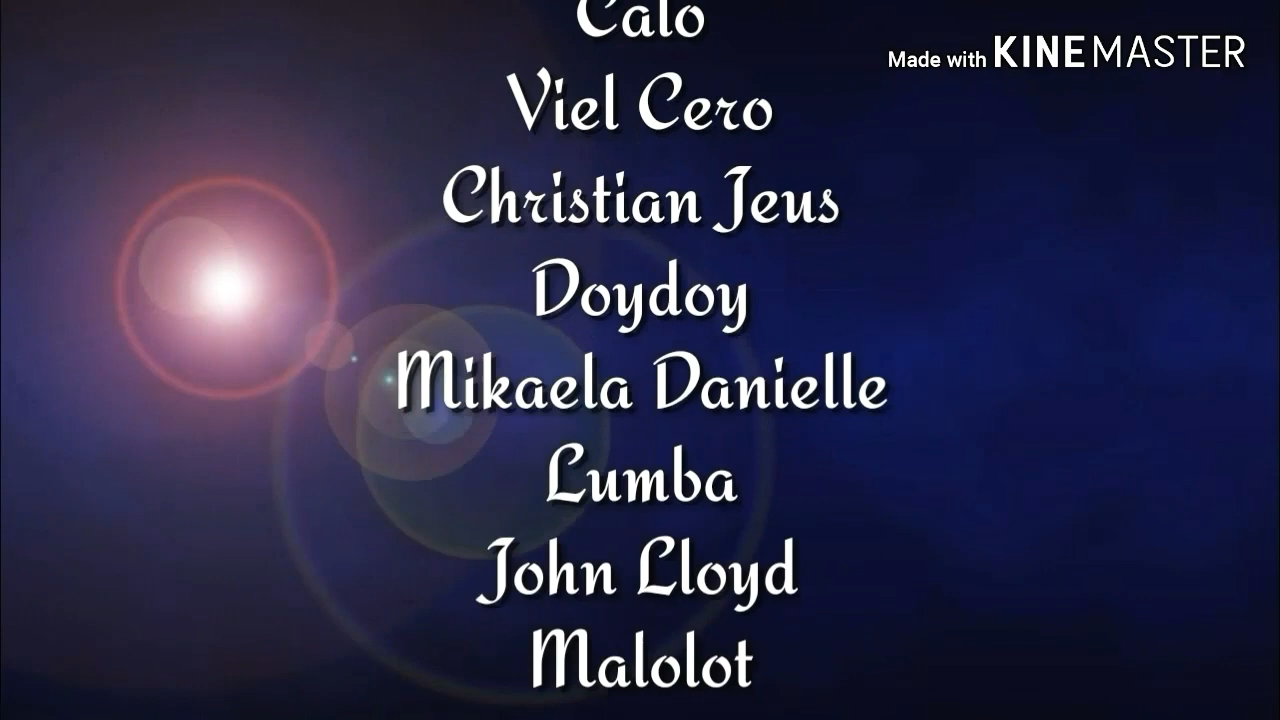 Calo
Made with KINEMASTER
Viel Cero
Christian Jeus
Doydoy
Mikaela Danielle
Lumba
John Lloyd
Malolot